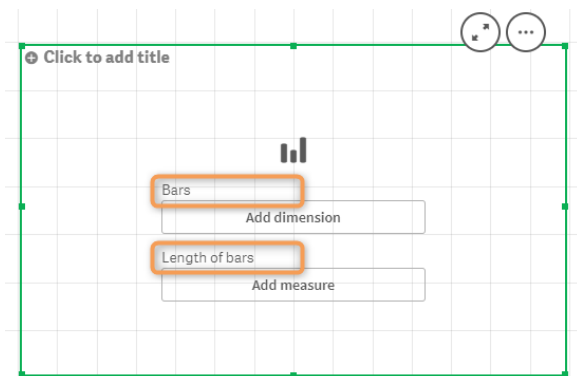 Click to add title
Bars
Add dimension
Length of bars
Add measure